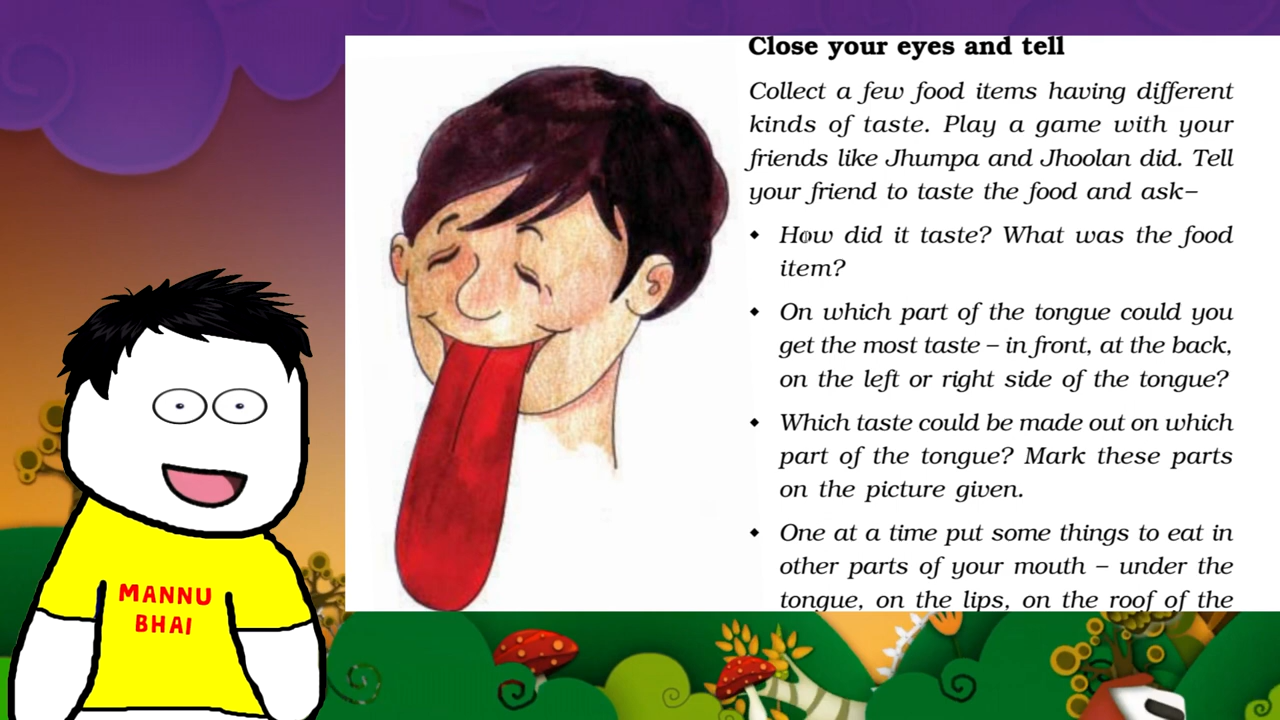 Close your eyes and tell
Collect a few food items having different
kinds of taste. Play a game with your
friends like Jhumpa and Jhoolan did. Tell
your friend to taste the food and ask–
◆ How did it taste? What was the food
item?
◆ On which part of the tongue could you
get the most taste – in front, at the back,
on the left or right side of the tongue?
◆ Which taste could be made out on which
part of the tongue? Mark these parts
on the picture given.
◆ One at a time put some things to eat in
other parts of your mouth – under the
tongue, on the lips, on the roof of the
MANNU
BHAI